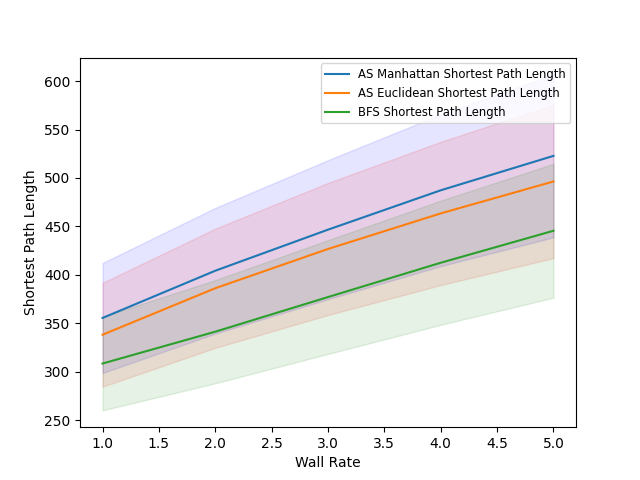 AS Manhattan Shortest Path Length
AS Euclidean Shortest Path Length
BFS Shortest Path Length
600
550
500
450
400
350
300
250
Shortest Path Length
1.0 1.5 2.0 2.5 3.0 3.5 4.0 4.5 5.0
Wall Rate